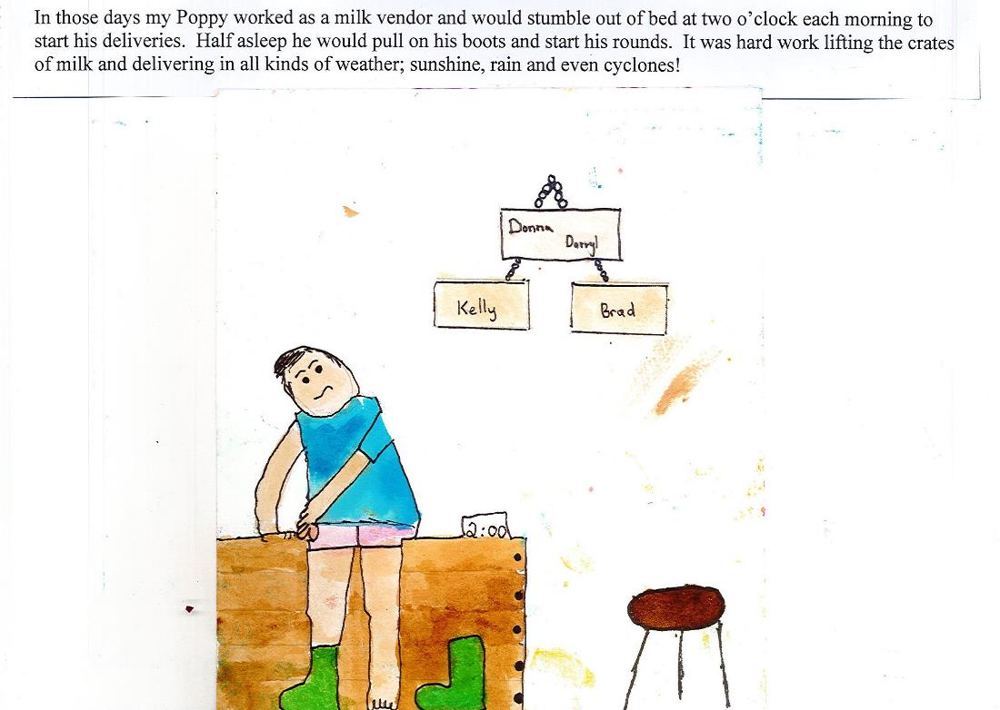 In those days my Poppy worked as a milk vendor and would stumble out of bed at two o’clock each morning to
start his deliveries.  Half asleep he would pull on his boots and start his rounds.  It was hard work lifting the crates
of milk and delivering in all kinds of weather; sunshine, rain and even cyclones!
Donna
Darryl
Kelly
Brad
2:00